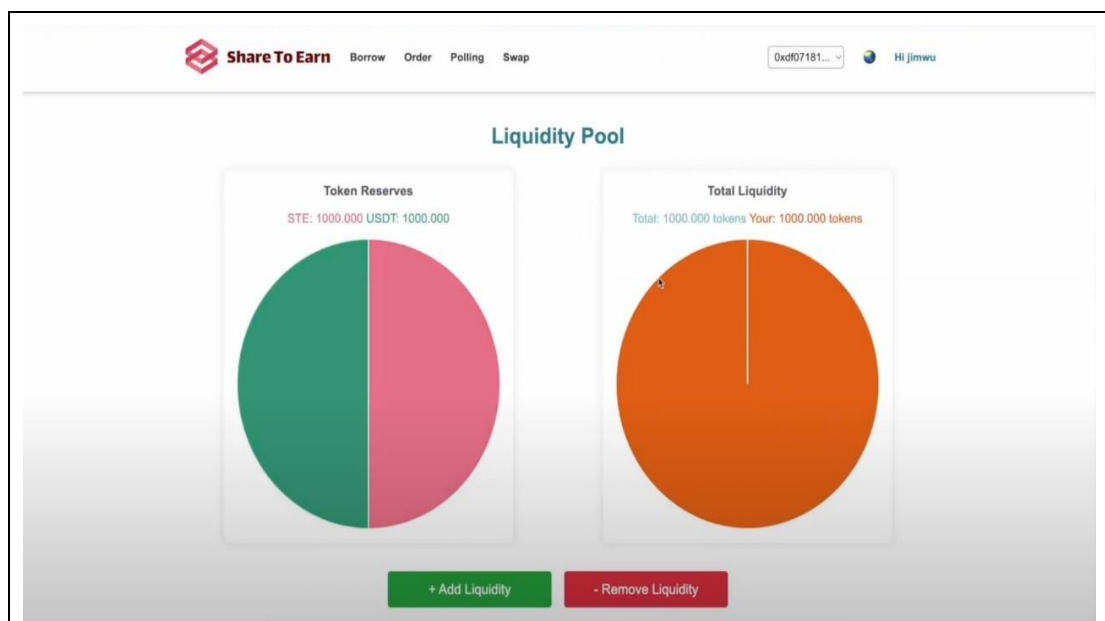 Share To Earn Borrow Order Polling Swap 0xdf07181... Hi jimwu
Liquidity Pool
Token Reserves
STE: 1000.000 USDT: 1000.000
Total Liquidity
Total: 1000.000 tokens Your: 1000.000 tokens
+ Add Liquidity - Remove Liquidity